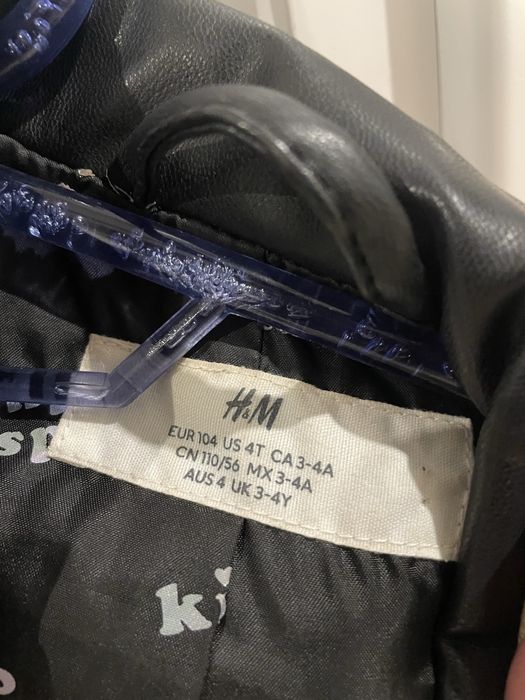 H&M
EUR 104 US 4T CA 3-4A
CN 110/56 MX 3-4A
AUS 4 UK 3-4Y